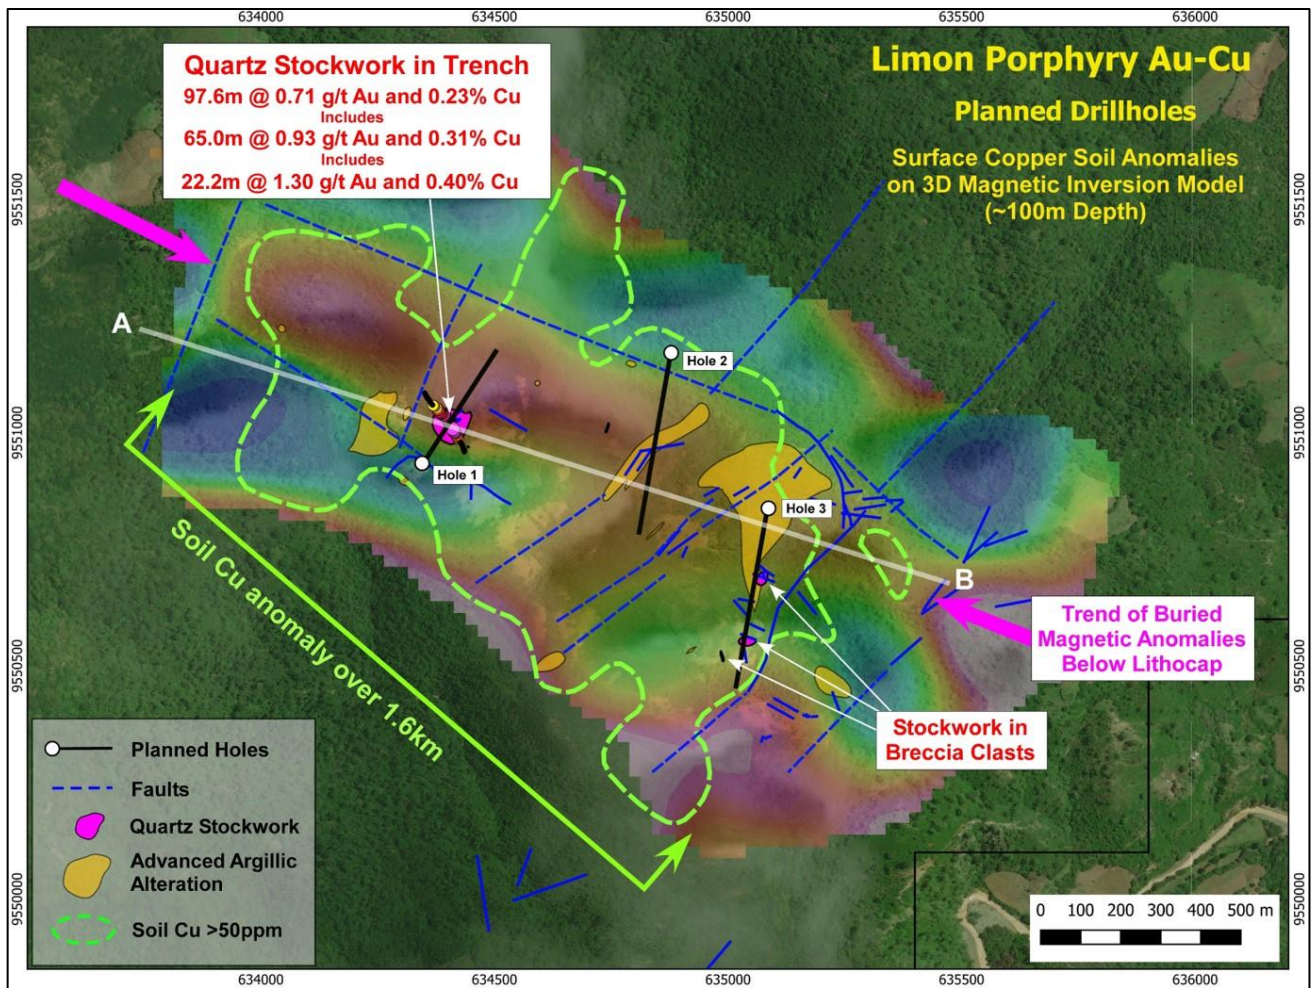 634000
634500
635000
635500
636000
Limon Porphyry Au-Cu
Planned Drillholes
Surface Copper Soil Anomalies
on 3D Magnetic Inversion Model
(~100m Depth)
Quartz Stockwork in Trench
97.6m @ 0.71 g/t Au and 0.23% Cu
Includes
65.0m @ 0.93 g/t Au and 0.31% Cu
Includes
22.2m @ 1.30 g/t Au and 0.40% Cu
9551500
9551500
A
Hole 2
9551000
9551000
Hole 1
Hole 3
B
Soil Cu anomaly over 1.6km
Trend of Buried
Magnetic Anomalies
Below Lithocap
9550500
9550500
Stockwork in
Breccia Clasts
Planned Holes
Faults
Quartz Stockwork
Advanced Argillic
Alteration
Soil Cu >50ppm
9550000
9550000
0 100 200 300 400 500 m
634000
634500
635000
635500
636000